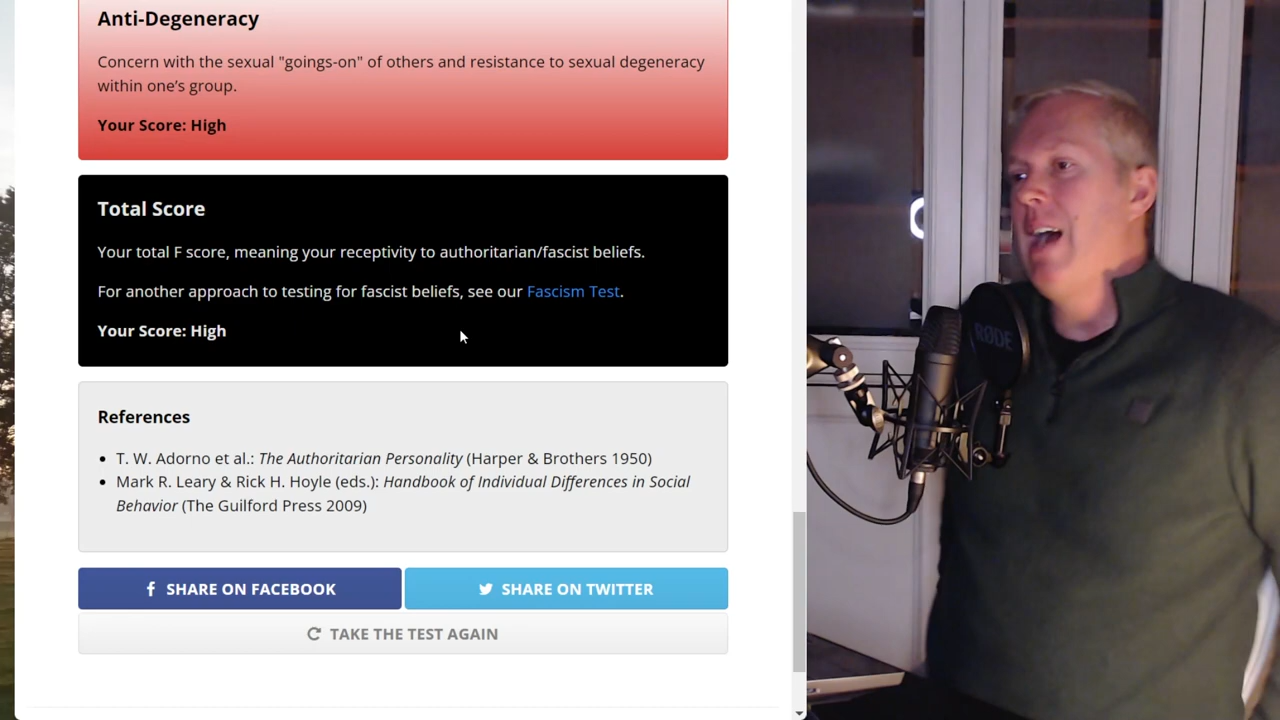 Anti-Degeneracy
Concern with the sexual "goings-on" of others and resistance to sexual degeneracy
within one’s group.
Your Score: High
Total Score
Your total F score, meaning your receptivity to authoritarian/fascist beliefs.
For another approach to testing for fascist beliefs, see our Fascism Test.
Your Score: High
References
T. W. Adorno et al.: The Authoritarian Personality (Harper & Brothers 1950)
Mark R. Leary & Rick H. Hoyle (eds.): Handbook of Individual Differences in Social
Behavior (The Guilford Press 2009)
SHARE ON FACEBOOK
SHARE ON TWITTER
TAKE THE TEST AGAIN
RØDE